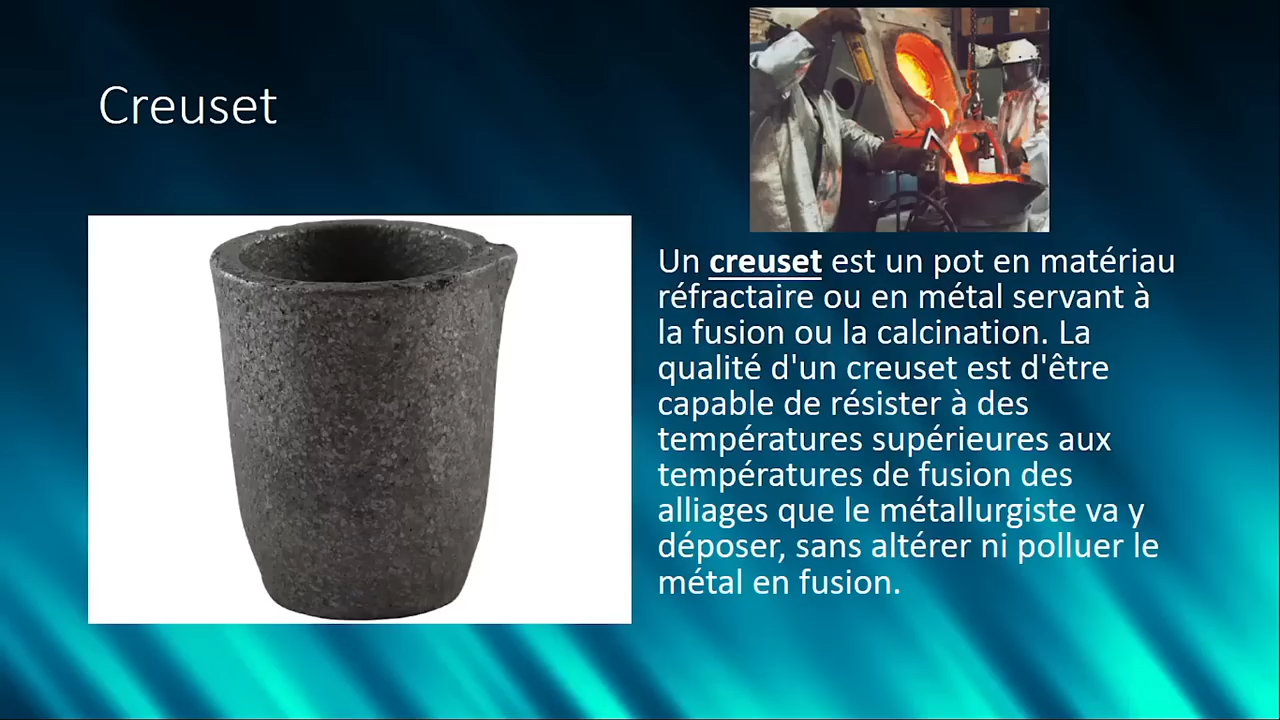 Creuset
Un creuset est un pot en matériau
réfractaire ou en métal servant à
la fusion ou la calcination. La
qualité d'un creuset est d'être
capable de résister à des
températures supérieures aux
températures de fusion des
alliages que le métallurgiste va y
déposer, sans altérer ni polluer le
métal en fusion.